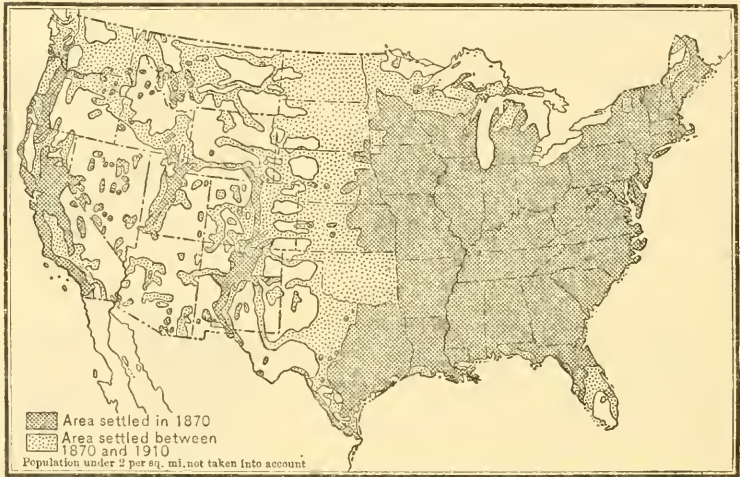 Area settled in 1870
Area settled between
1870 and 1910
Population under 2 per sq. mi. not taken into account